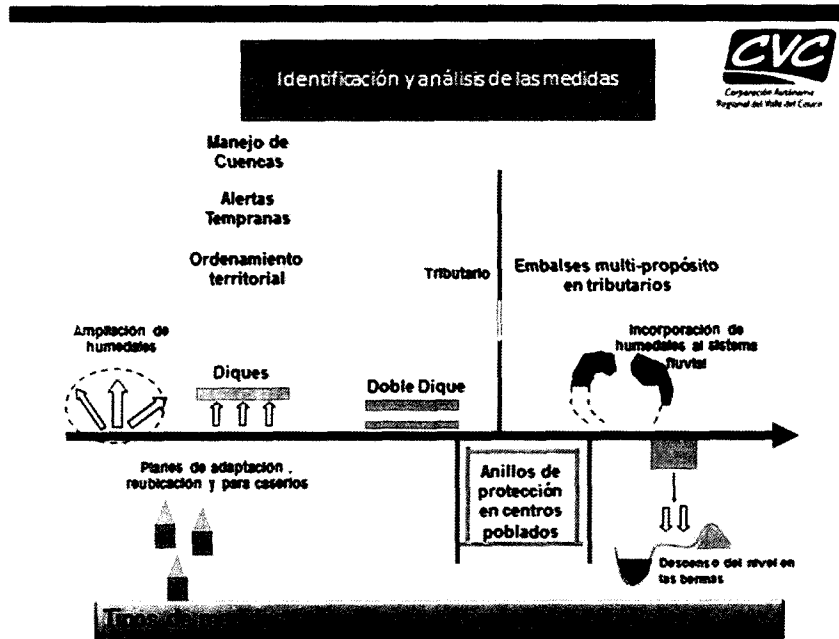 Identificación y análisis de las medidas
CVC
Corporación Autónoma
Regional del Valle del Cauca
Manejo de
Cuencas
Alertas
Tempranas
Ordenamiento
territorial
Tributario
Embalses multi-propósito
en tributarios
Ampliación de
humedales
Diques
Doble Dique
Incorporación de
humedales al sistema
fluvial
Planes de adaptación ,
reubicación y para caseríos
Anillos de
protección
en centros
poblados
Descenso del nivel en
las bermas
Tipos de